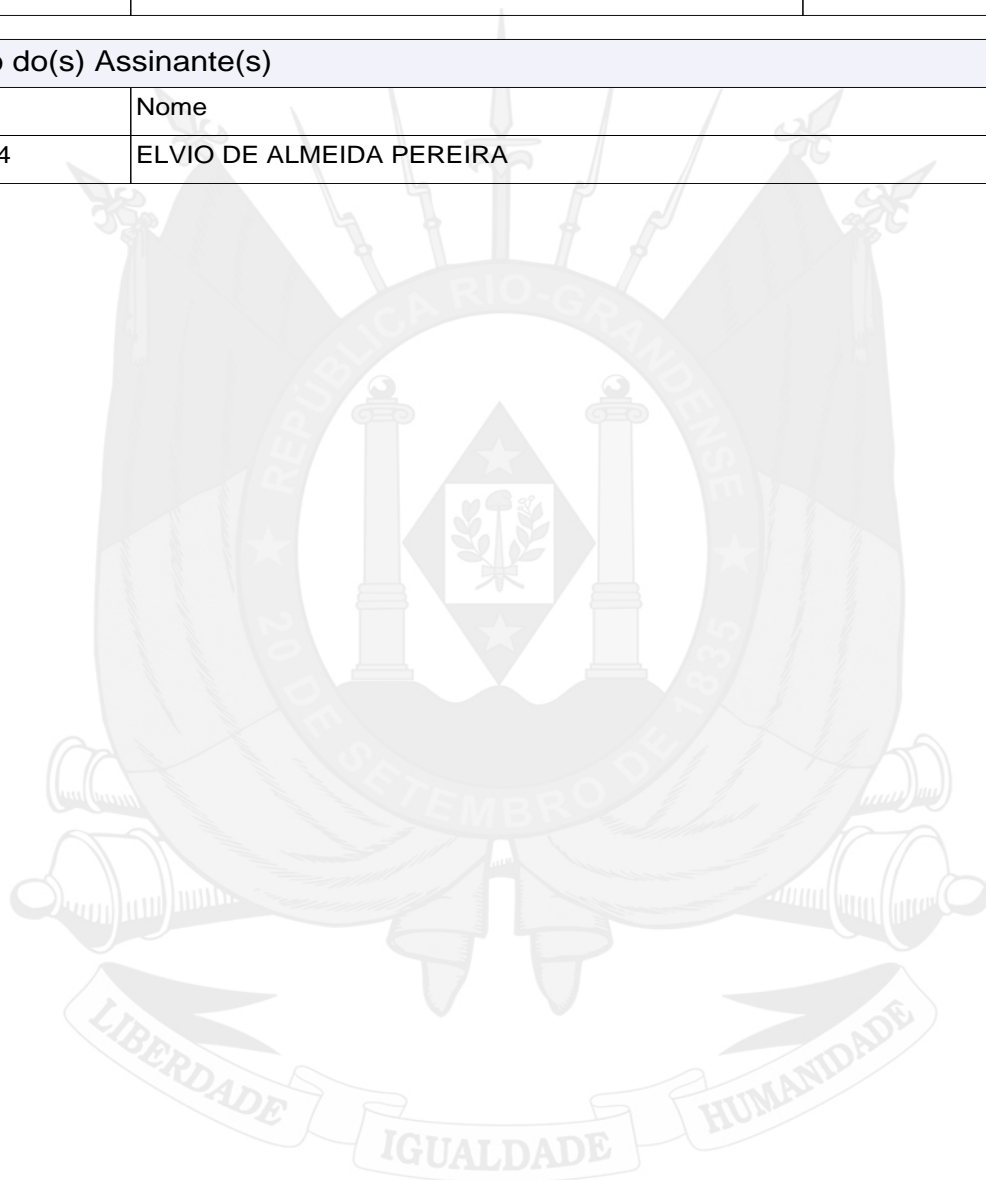 o do(s) Assinante(s)
Nome
4 ELVIO DE ALMEIDA PEREIRA
REPÚBLICA RIO-GRANDENSE
★ 20 DE SETEMBRO DE 1835 ★
LIBERDADE IGUALDADE HUMANIDADE